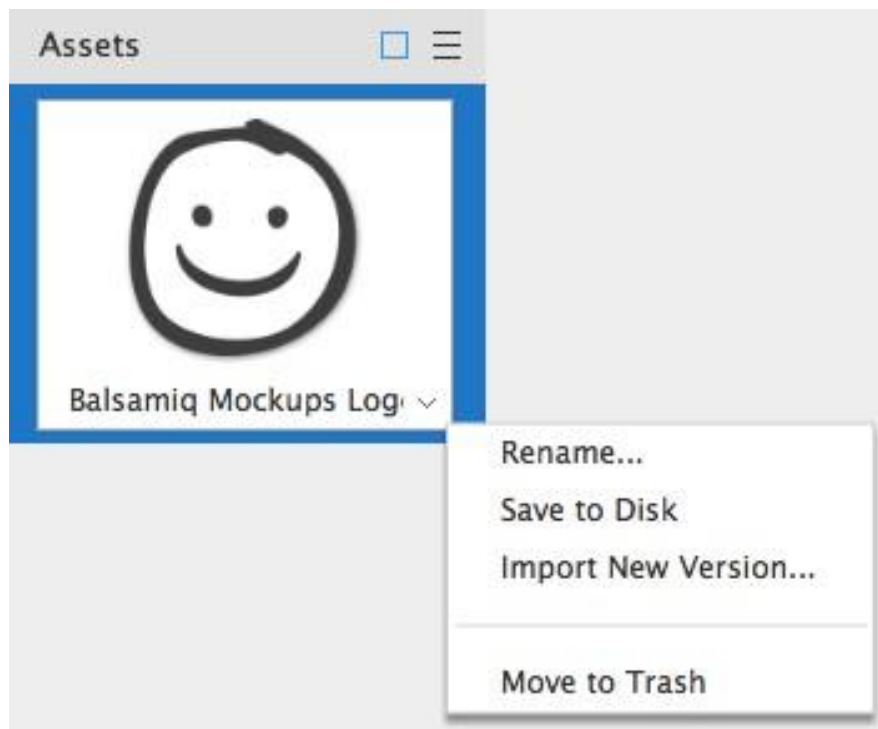 Assets
Balsamiq Mockups Log
Rename...
Save to Disk
Import New Version...
Move to Trash